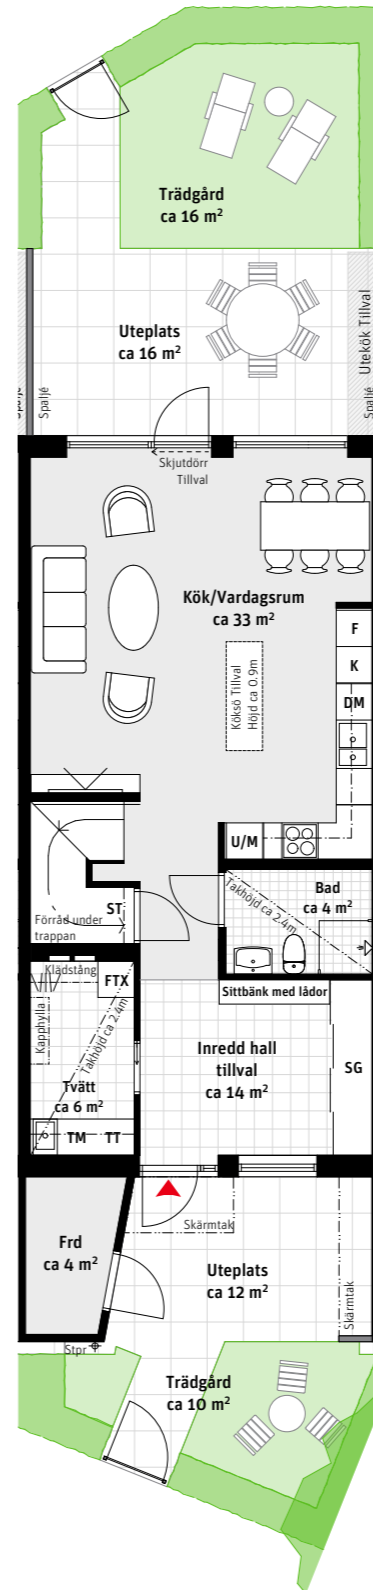 Trädgård
ca 16 m²
Uteplats
ca 16 m²
Utekök Tillval
Spaljé
Spaljé
Skjutdörr
Tillval
Kök/Vardagsrum
ca 33 m²
F
K
DM
Köksö Tillval
Höjd ca 0.9m
U/M
ST
Förråd under
trappan
Bad
ca 4 m²
Takhöjd ca 2.4m
Klädstång
FTX
Kapphylla
Takhöjd ca 2.4m
Tvätt
ca 6 m²
TM
TT
Sittbänk med lådor
Inredd hall
tillval
ca 14 m²
SG
Skärmtak
Frd
ca 4 m²
Uteplats
ca 12 m²
Skärmtak
Stpr
Trädgård
ca 10 m²